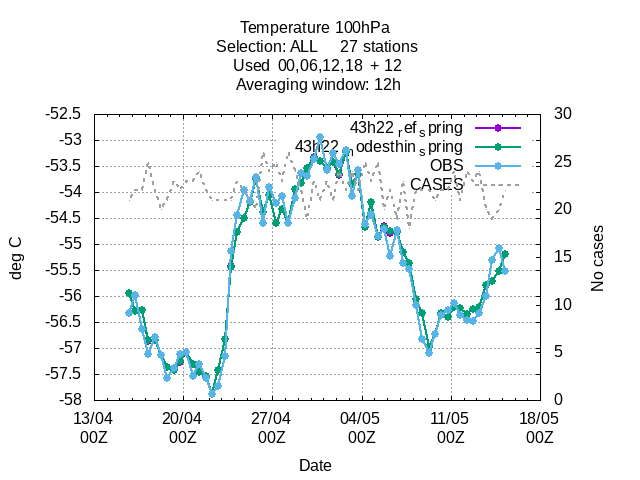 Temperature 100hPa
Selection: ALL 27 stations
Used 00,06,12,18 + 12
Averaging window: 12h
-52.5
-53
-53.5
-54
-54.5
-55
-55.5
-56
-56.5
-57
-57.5
-58
deg C
43h22 ref spring
43h22 nodesthin spring
OBS
CASES
30
25
20
15
10
5
0
No cases
13/04 00Z
20/04 00Z
27/04 00Z
04/05 00Z
11/05 00Z
18/05 00Z
Date